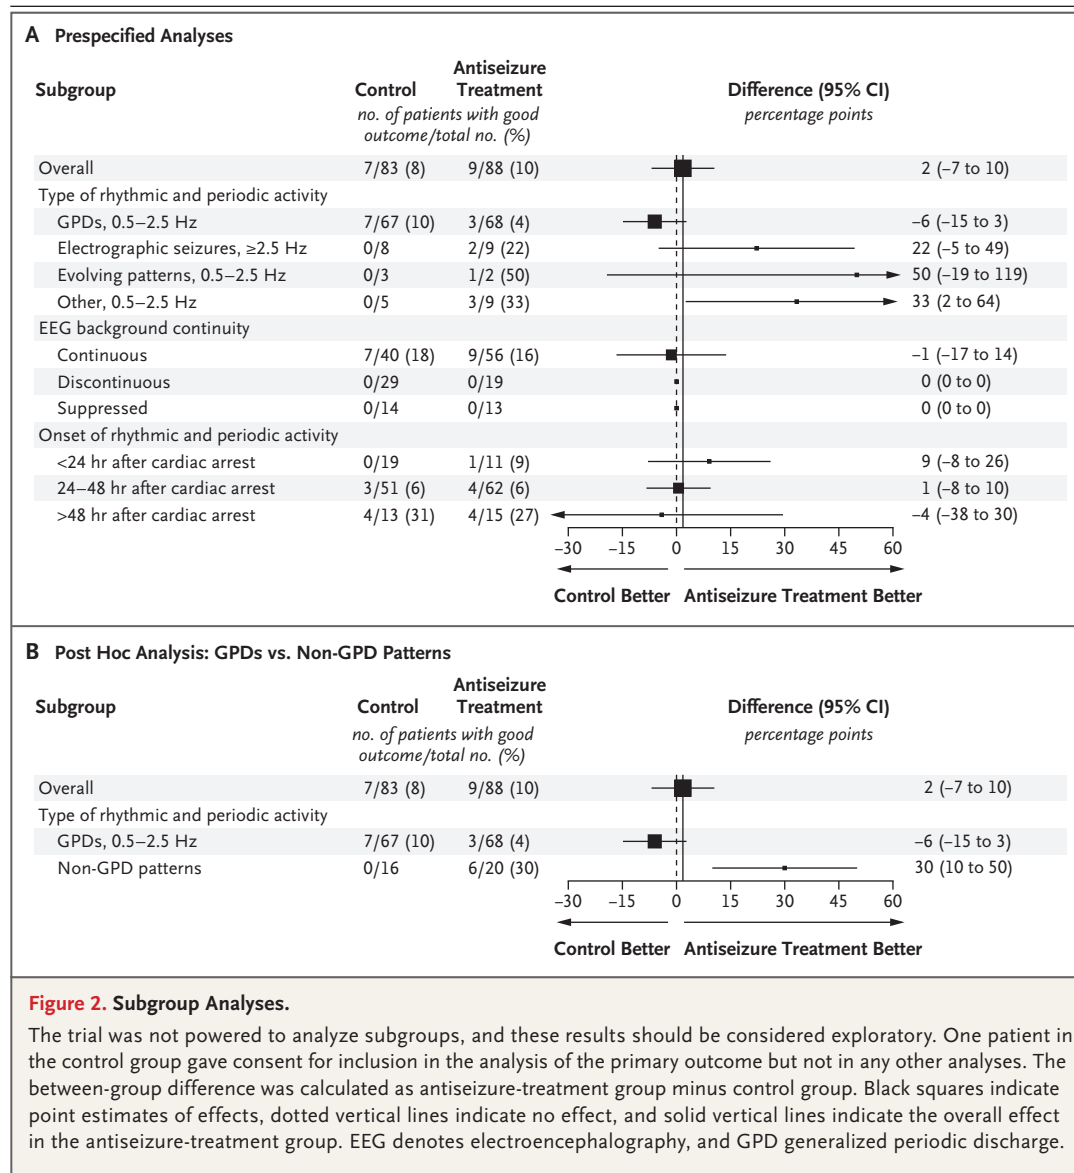 A Prespecified Analyses
Subgroup Control Antiseizure Treatment Difference (95% CI)
no. of patients with good outcome/total no. (%) percentage points
Overall 7/83 (8) 9/88 (10) 2 (–7 to 10)
Type of rhythmic and periodic activity
GPDs, 0.5–2.5 Hz 7/67 (10) 3/68 (4) –6 (–15 to 3)
Electrographic seizures, ≥2.5 Hz 0/8 2/9 (22) 22 (–5 to 49)
Evolving patterns, 0.5–2.5 Hz 0/3 1/2 (50) 50 (–19 to 119)
Other, 0.5–2.5 Hz 0/5 3/9 (33) 33 (2 to 64)
EEG background continuity
Continuous 7/40 (18) 9/56 (16) –1 (–17 to 14)
Discontinuous 0/29 0/19 0 (0 to 0)
Suppressed 0/14 0/13 0 (0 to 0)
Onset of rhythmic and periodic activity
<24 hr after cardiac arrest 0/19 1/11 (9) 9 (–8 to 26)
24–48 hr after cardiac arrest 3/51 (6) 4/62 (6) 1 (–8 to 10)
>48 hr after cardiac arrest 4/13 (31) 4/15 (27) –4 (–38 to 30)
–30 –15 0 15 30 45 60
Control Better Antiseizure Treatment Better
B Post Hoc Analysis: GPDs vs. Non-GPD Patterns
Subgroup Control Antiseizure Treatment Difference (95% CI)
no. of patients with good outcome/total no. (%) percentage points
Overall 7/83 (8) 9/88 (10) 2 (–7 to 10)
Type of rhythmic and periodic activity
GPDs, 0.5–2.5 Hz 7/67 (10) 3/68 (4) –6 (–15 to 3)
Non-GPD patterns 0/16 6/20 (30) 30 (10 to 50)
–30 –15 0 15 30 45 60
Control Better Antiseizure Treatment Better
Figure 2. Subgroup Analyses.
The trial was not powered to analyze subgroups, and these results should be considered exploratory. One patient in
the control group gave consent for inclusion in the analysis of the primary outcome but not in any other analyses. The
between-group difference was calculated as antiseizure-treatment group minus control group. Black squares indicate
point estimates of effects, dotted vertical lines indicate no effect, and solid vertical lines indicate the overall effect
in the antiseizure-treatment group. EEG denotes electroencephalography, and GPD generalized periodic discharge.